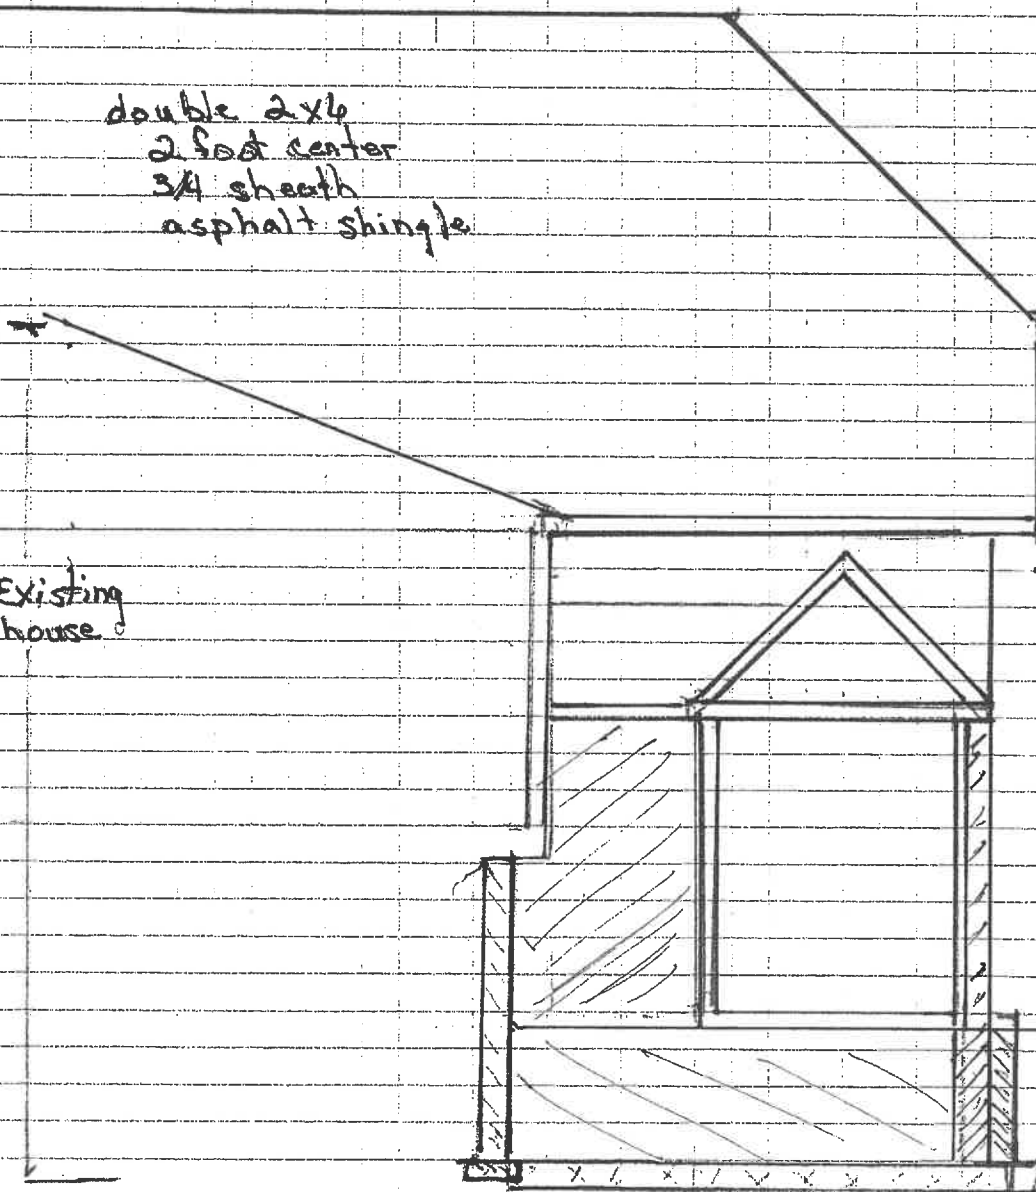 double 2x6
2 foot center
3/4 sheath
asphalt shingle
Existing
house